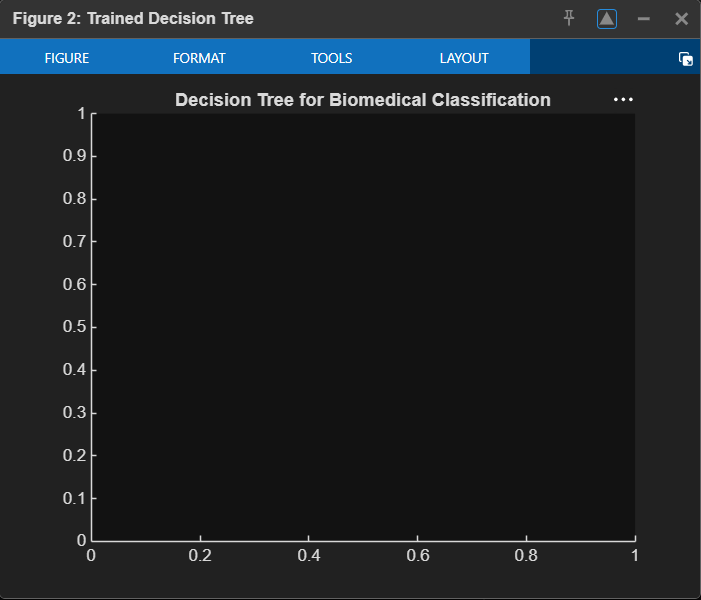 Figure 2: Trained Decision Tree
FIGURE FORMAT TOOLS LAYOUT
Decision Tree for Biomedical Classification
1
0.9
0.8
0.7
0.6
0.5
0.4
0.3
0.2
0.1
0
0 0.2 0.4 0.6 0.8 1